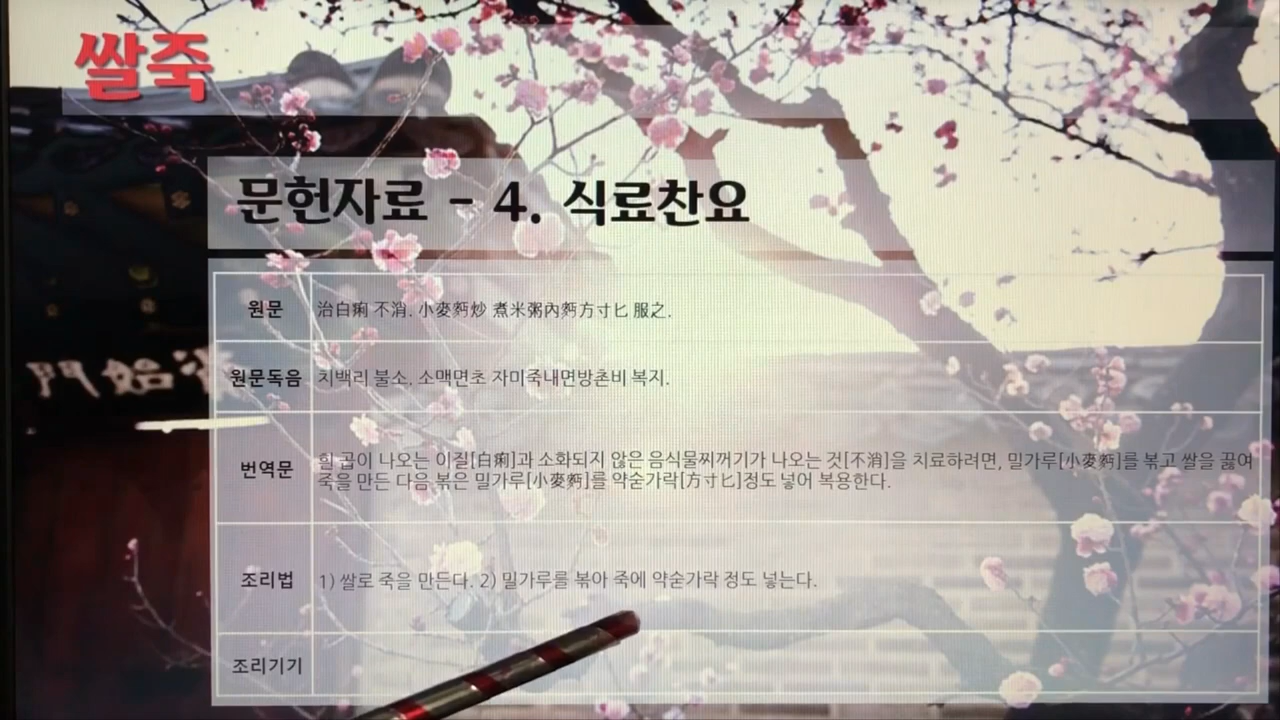 쌀죽
문헌자료 - 4. 식료찬요
원문
治白痢 不消. 小麥麪炒 煮米粥內麪方寸匕 服之.
원문독음
치백리 불소. 소맥면초 자미죽내면방촌비 복지.
번역문
흰 곱이 나오는 이질[白痢]과 소화되지 않은 음식물찌꺼기가 나오는 것[不消]을 치료하려면, 밀가루[小麥麪]를 볶고 쌀을 끓여
죽을 만든 다음 볶은 밀가루[小麥麪]를 약숟가락[方寸匕]정도 넣어 복용한다.
조리법
1) 쌀로 죽을 만든다. 2) 밀가루를 볶아 죽에 약숟가락 정도 넣는다.
조리기기